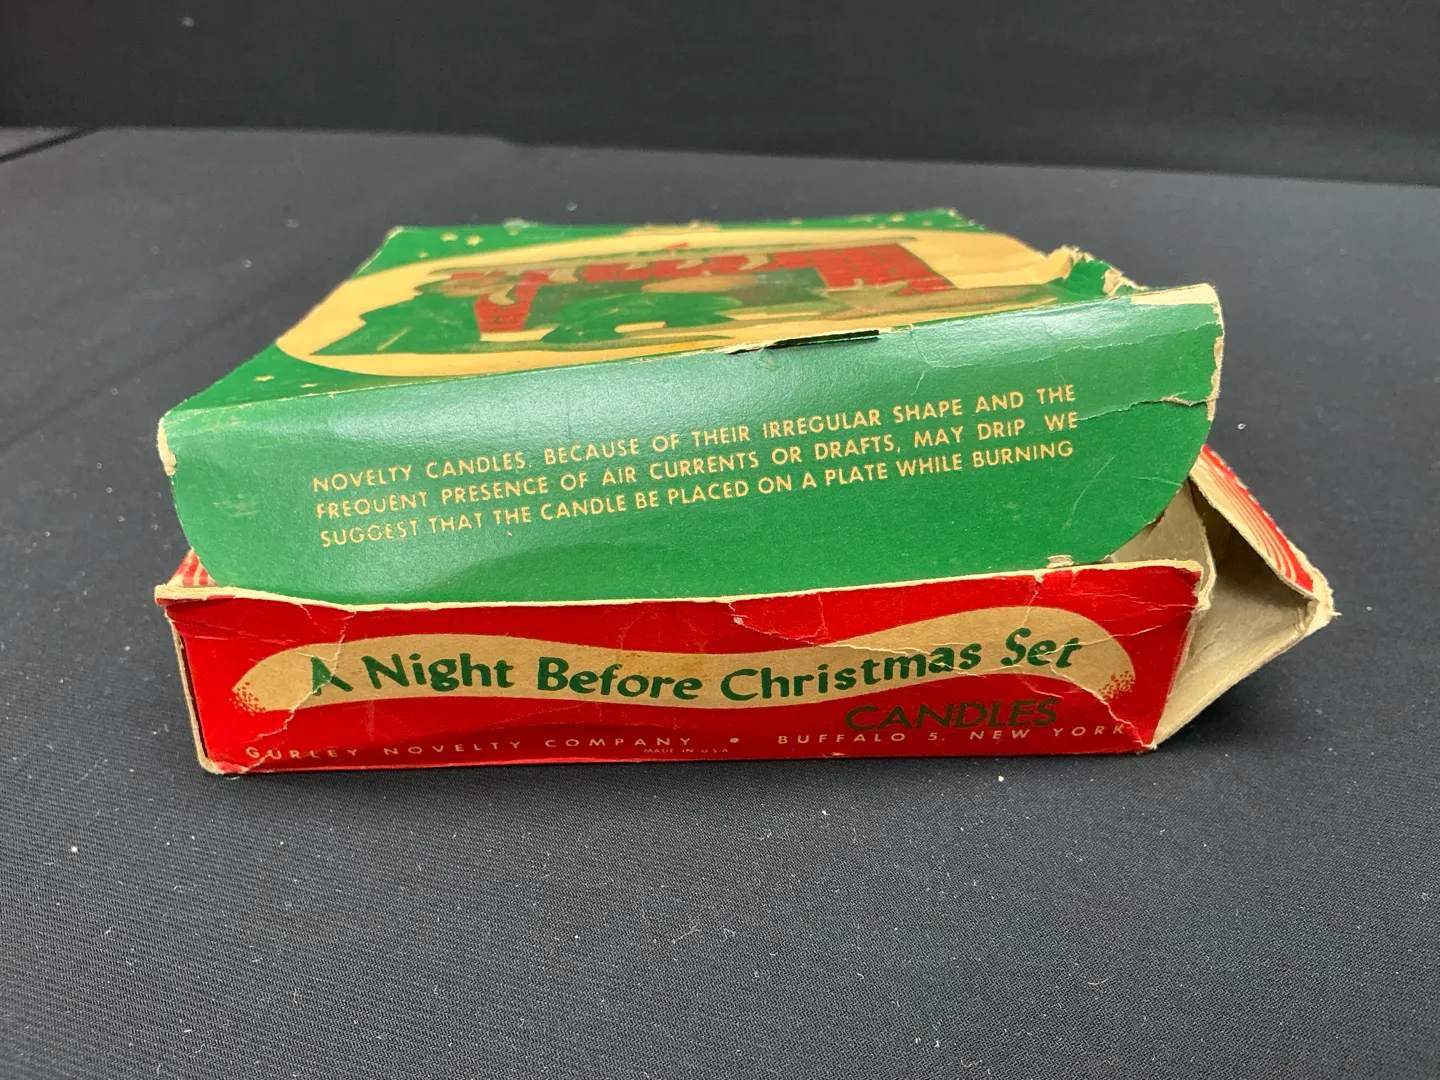 NOVELTY CANDLES, BECAUSE OF THEIR IRREGULAR SHAPE AND THE
FREQUENT PRESENCE OF AIR CURRENTS OR DRAFTS, MAY DRIP WE
SUGGEST THAT THE CANDLE BE PLACED ON A PLATE WHILE BURNING
A Night Before Christmas Set
CANDLES
GURLEY NOVELTY COMPANY • BUFFALO 5, NEW YORK
MADE IN USA